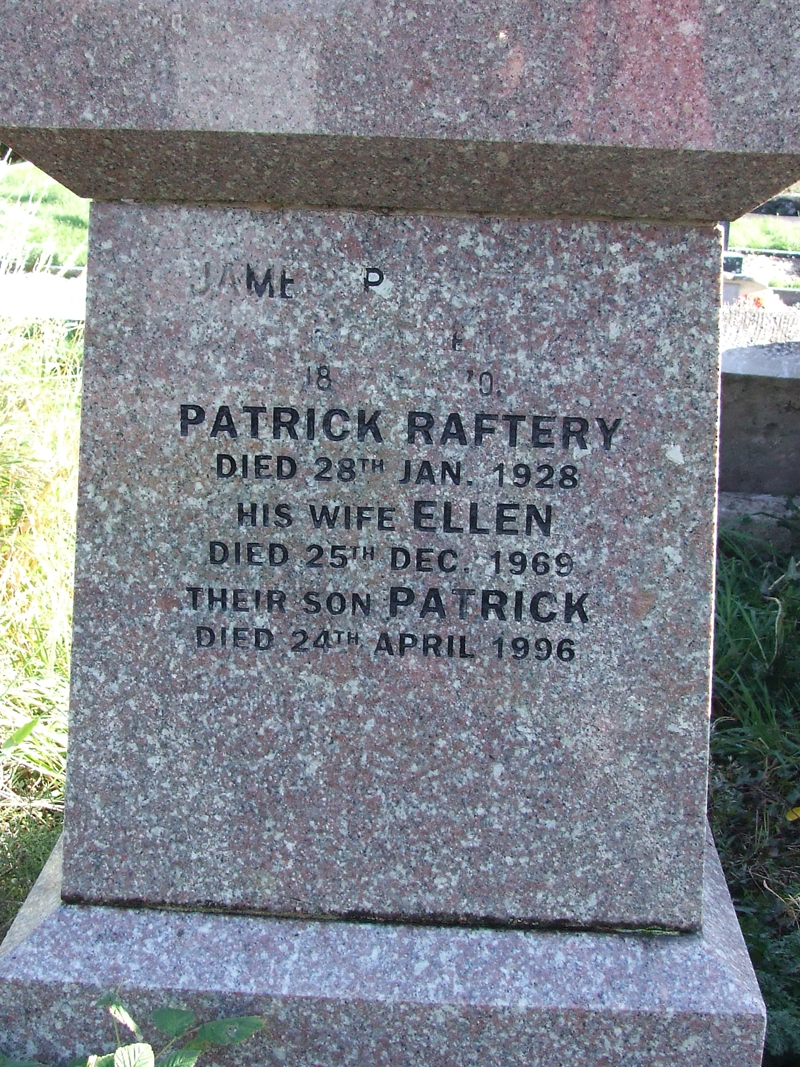 PATRICK RAFTERY
DIED 28TH JAN. 1928
HIS WIFE ELLEN
DIED 25TH DEC. 1969
THEIR SON PATRICK
DIED 24TH APRIL 1996